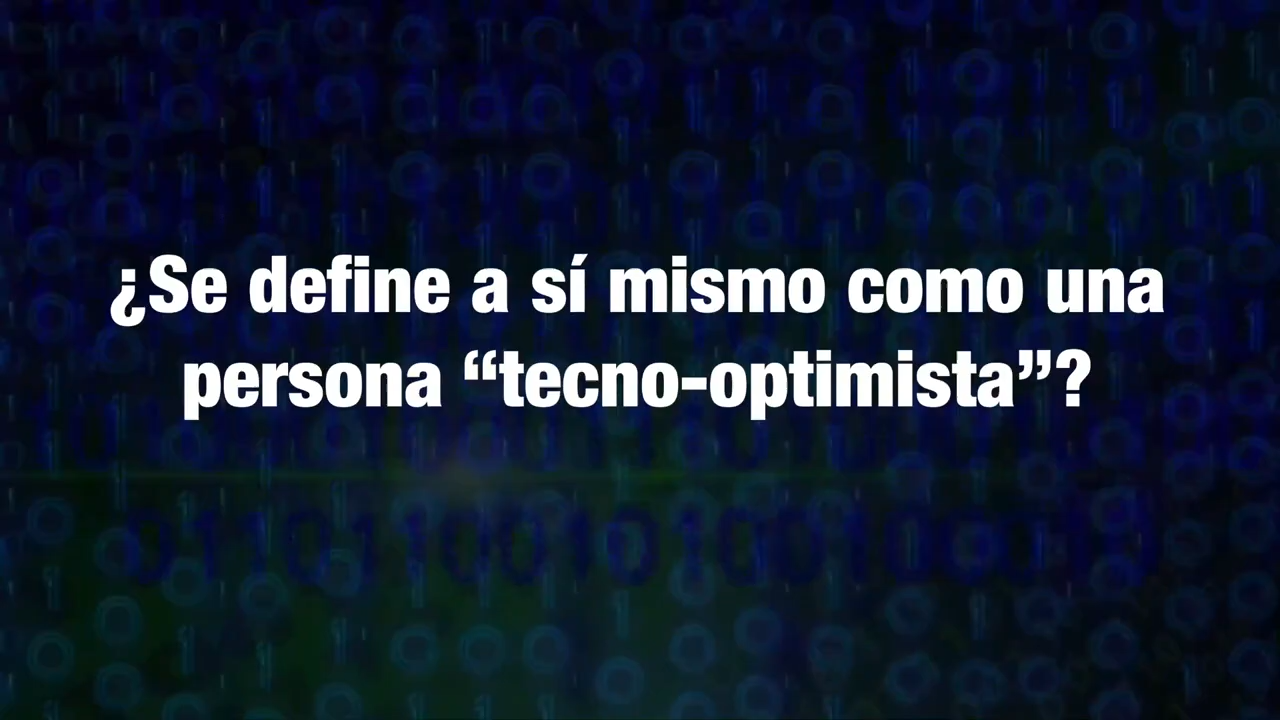 ¿Se define a sí mismo como una
persona “tecno-optimista”?